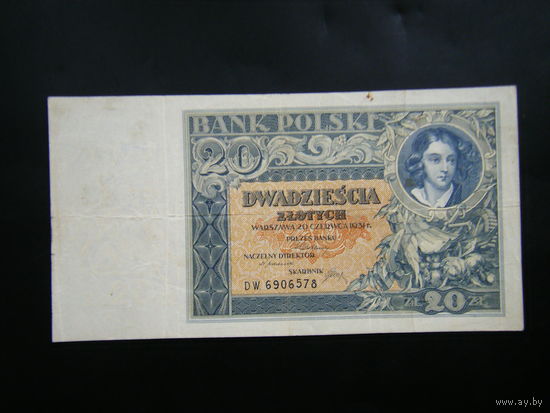 BANK POLSKI
20
DWADZIEŚCIA
ZŁOTYCH
WARSZAWA 20 CZERWCA 1931 r.
PREZES BANKU
NACZELNY DYREKTOR
SKARBNIK
DW 6906578
ZŁ 20 ZŁ
www.ay.by